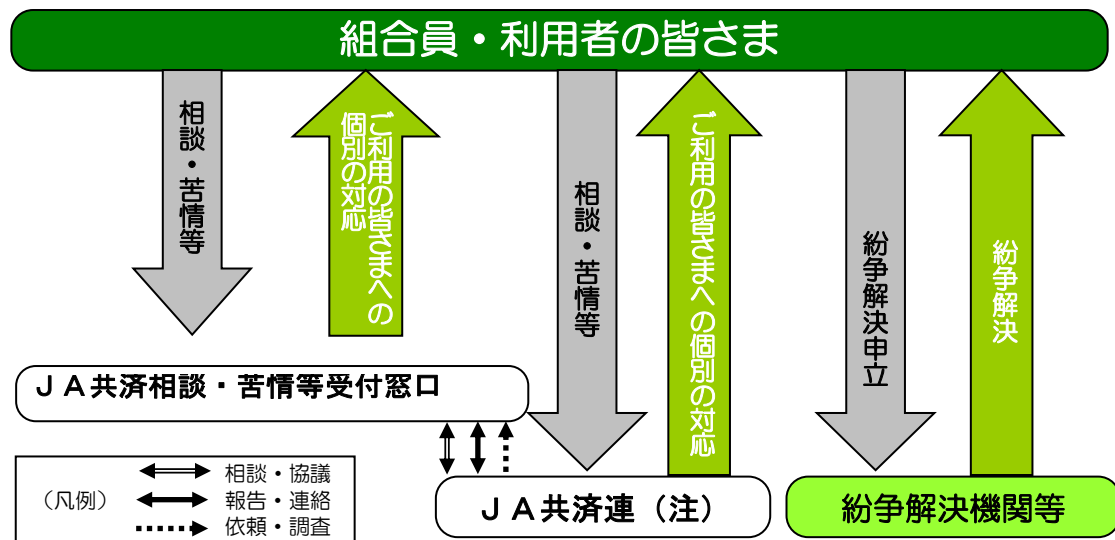 組合員・利用者の皆さま
相談・苦情等
ご利用の皆さまへの
個別の対応
相談・苦情等
ご利用の皆さまへの個別の対応
紛争解決申立
紛争解決
ＪＡ共済相談・苦情等受付窓口
（凡例）
相談・協議
報告・連絡
依頼・調査
ＪＡ共済連（注）
紛争解決機関等